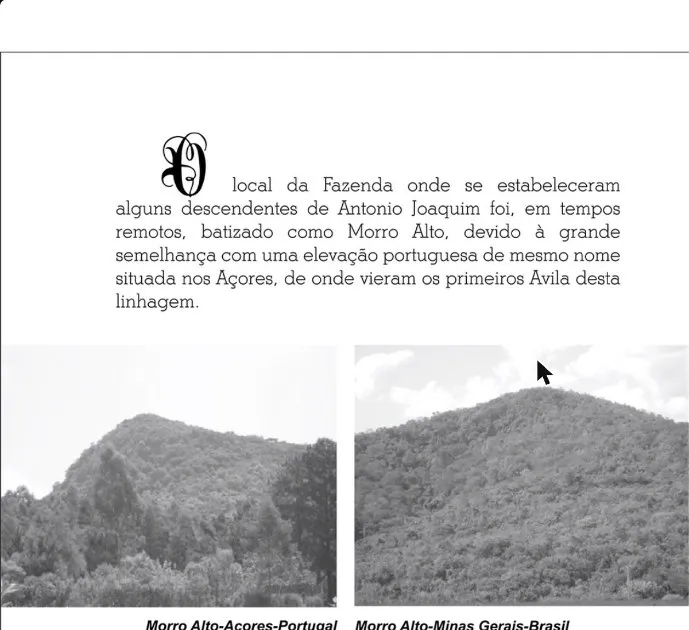 O local da Fazenda onde se estabeleceram
alguns descendentes de Antonio Joaquim foi, em tempos
remotos, batizado como Morro Alto, devido à grande
semelhança com uma elevação portuguesa de mesmo nome
situada nos Açores, de onde vieram os primeiros Avila desta
linhagem.
Morro Alto-Açores-Portugal
Morro Alto-Minas Gerais-Brasil